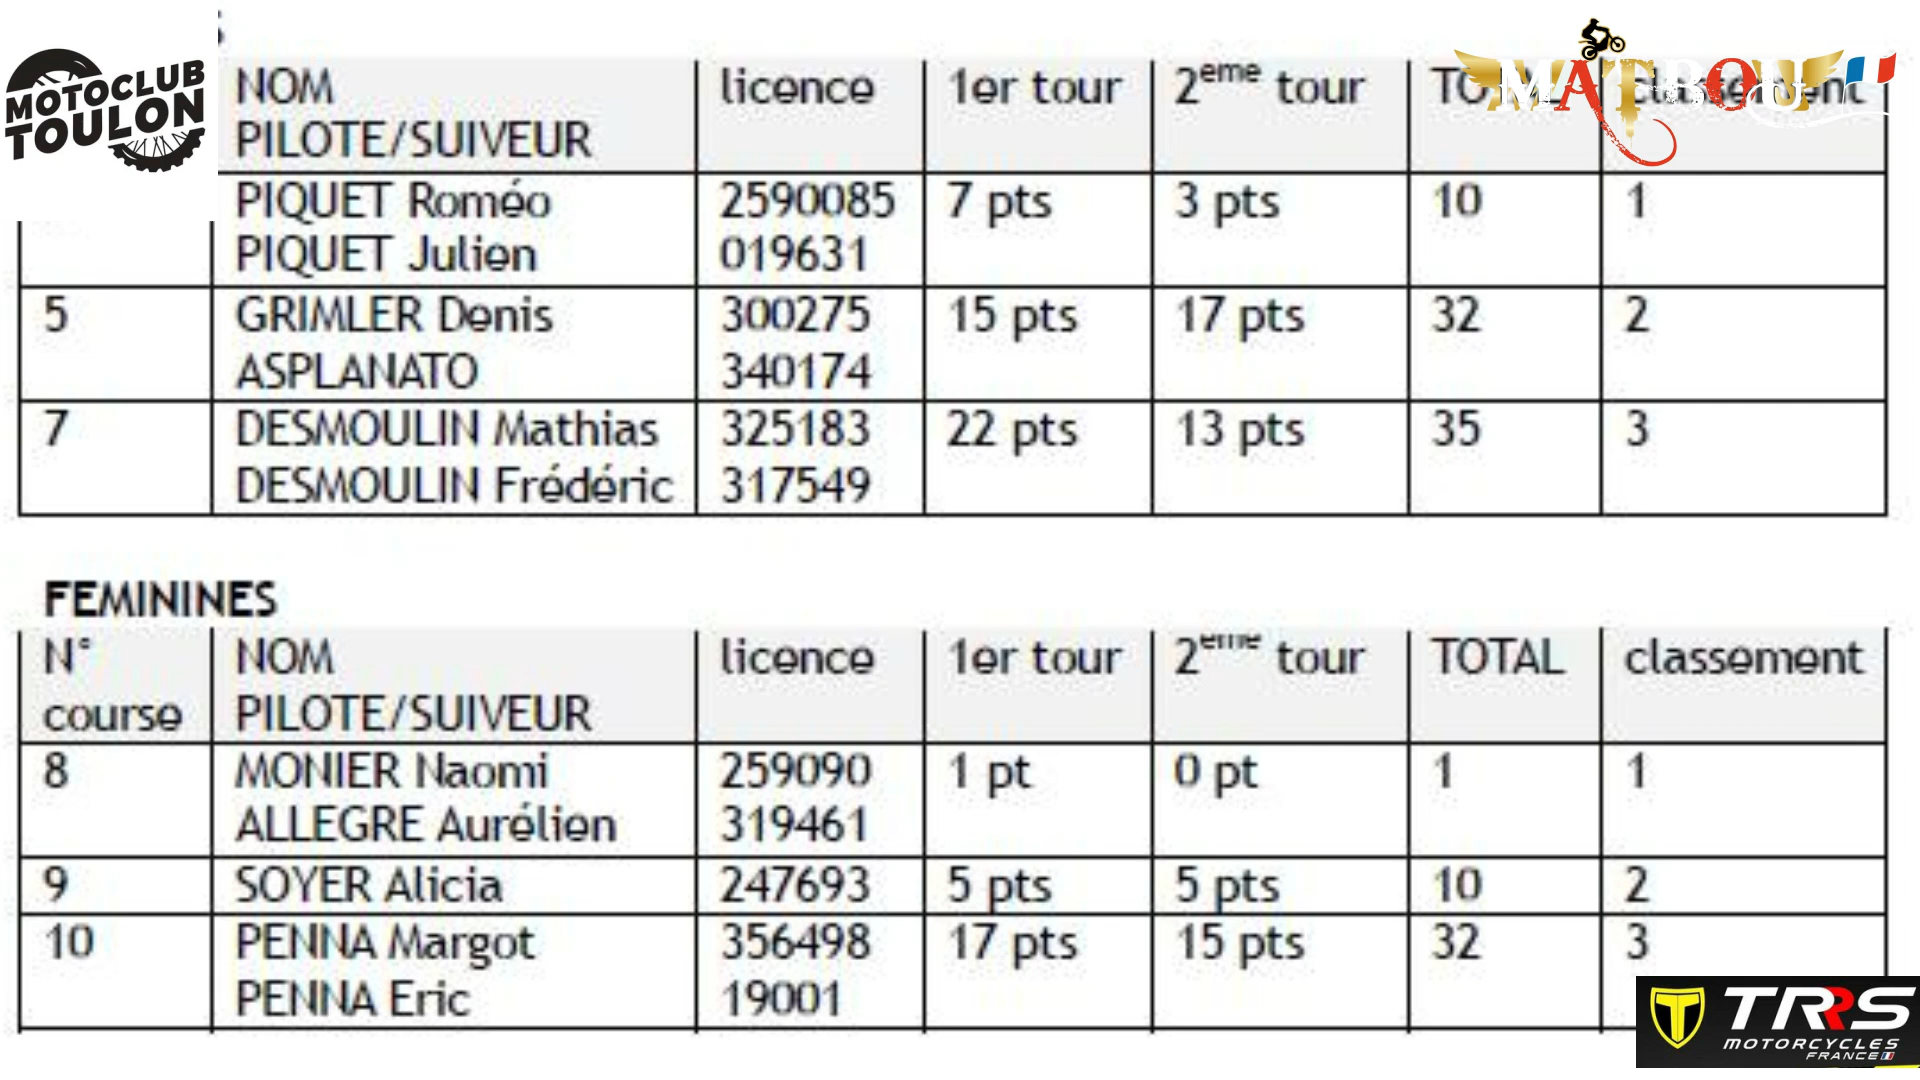 MOTOCLUB
TOULON
MATBOU
NOM licence 1er tour 2eme tour classement
PILOTE/SUIVEUR
PIQUET Roméo 2590085 7 pts 3 pts 10 1
PIQUET Julien 019631
5 GRIMLER Denis 300275 15 pts 17 pts 32 2
ASPLANATO 340174
7 DESMOULIN Mathias 325183 22 pts 13 pts 35 3
DESMOULIN Frédéric 317549
FEMININES
N° NOM licence 1er tour 2eme tour TOTAL classement
course PILOTE/SUIVEUR
8 MONIER Naomi 259090 1 pt 0 pt 1 1
ALLEGRE Aurélien 319461
9 SOYER Alicia 247693 5 pts 5 pts 10 2
10 PENNA Margot 356498 17 pts 15 pts 32 3
PENNA Eric 19001
TRRS
MOTORCYCLES
FRANCE